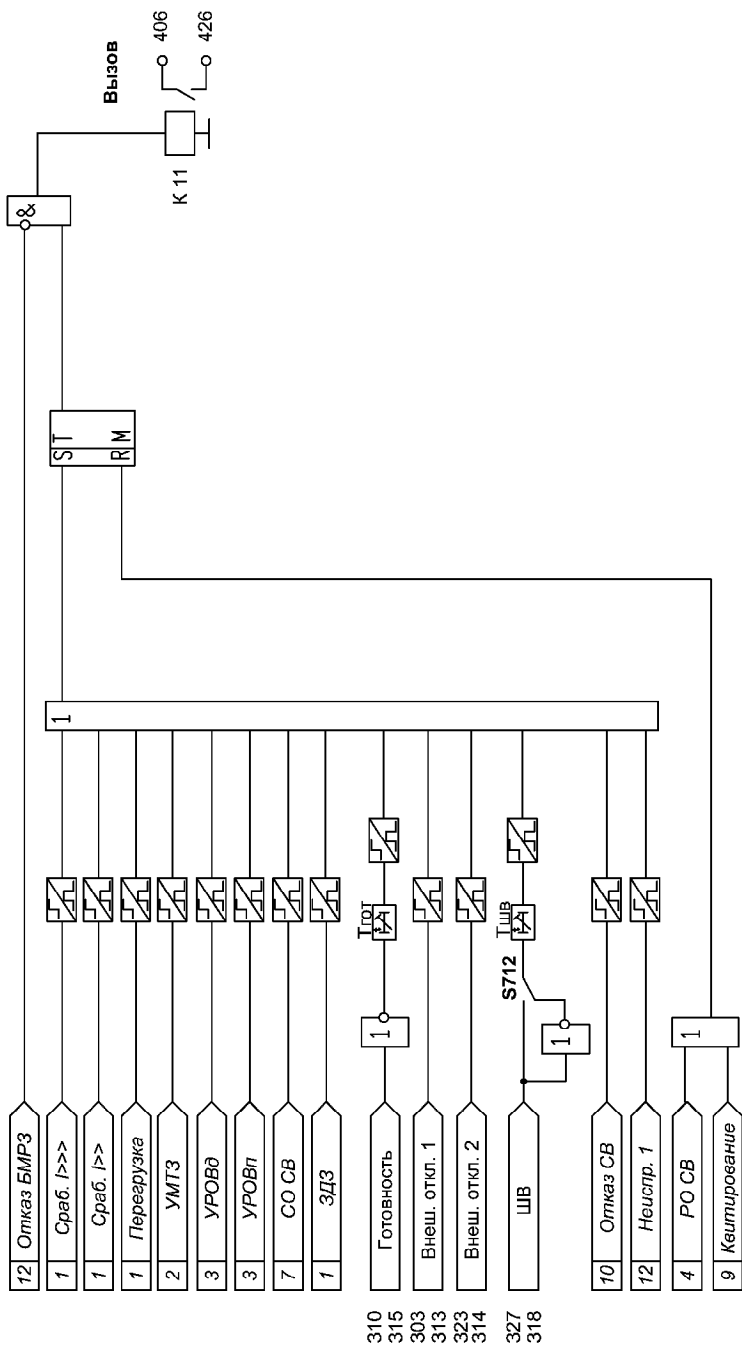 12 Отказ БМРЗ
1 Сраб. I>>>
1 Сраб. I>>
1 Перегрузка
2 УМТЗ
3 УРОВд
3 УРОВп
7 СО СВ
1 ЗДЗ
310
315
Готовность
1
Тгот
303
313
Внеш. откл. 1
323
314
Внеш. откл. 2
327
318
ШВ
1
S712
Тшв
10 Отказ СВ
12 Неиспр. 1
4 РО СВ
9 Квитирование
1
1
S T
R M
&
К 11
Вызов
406
426